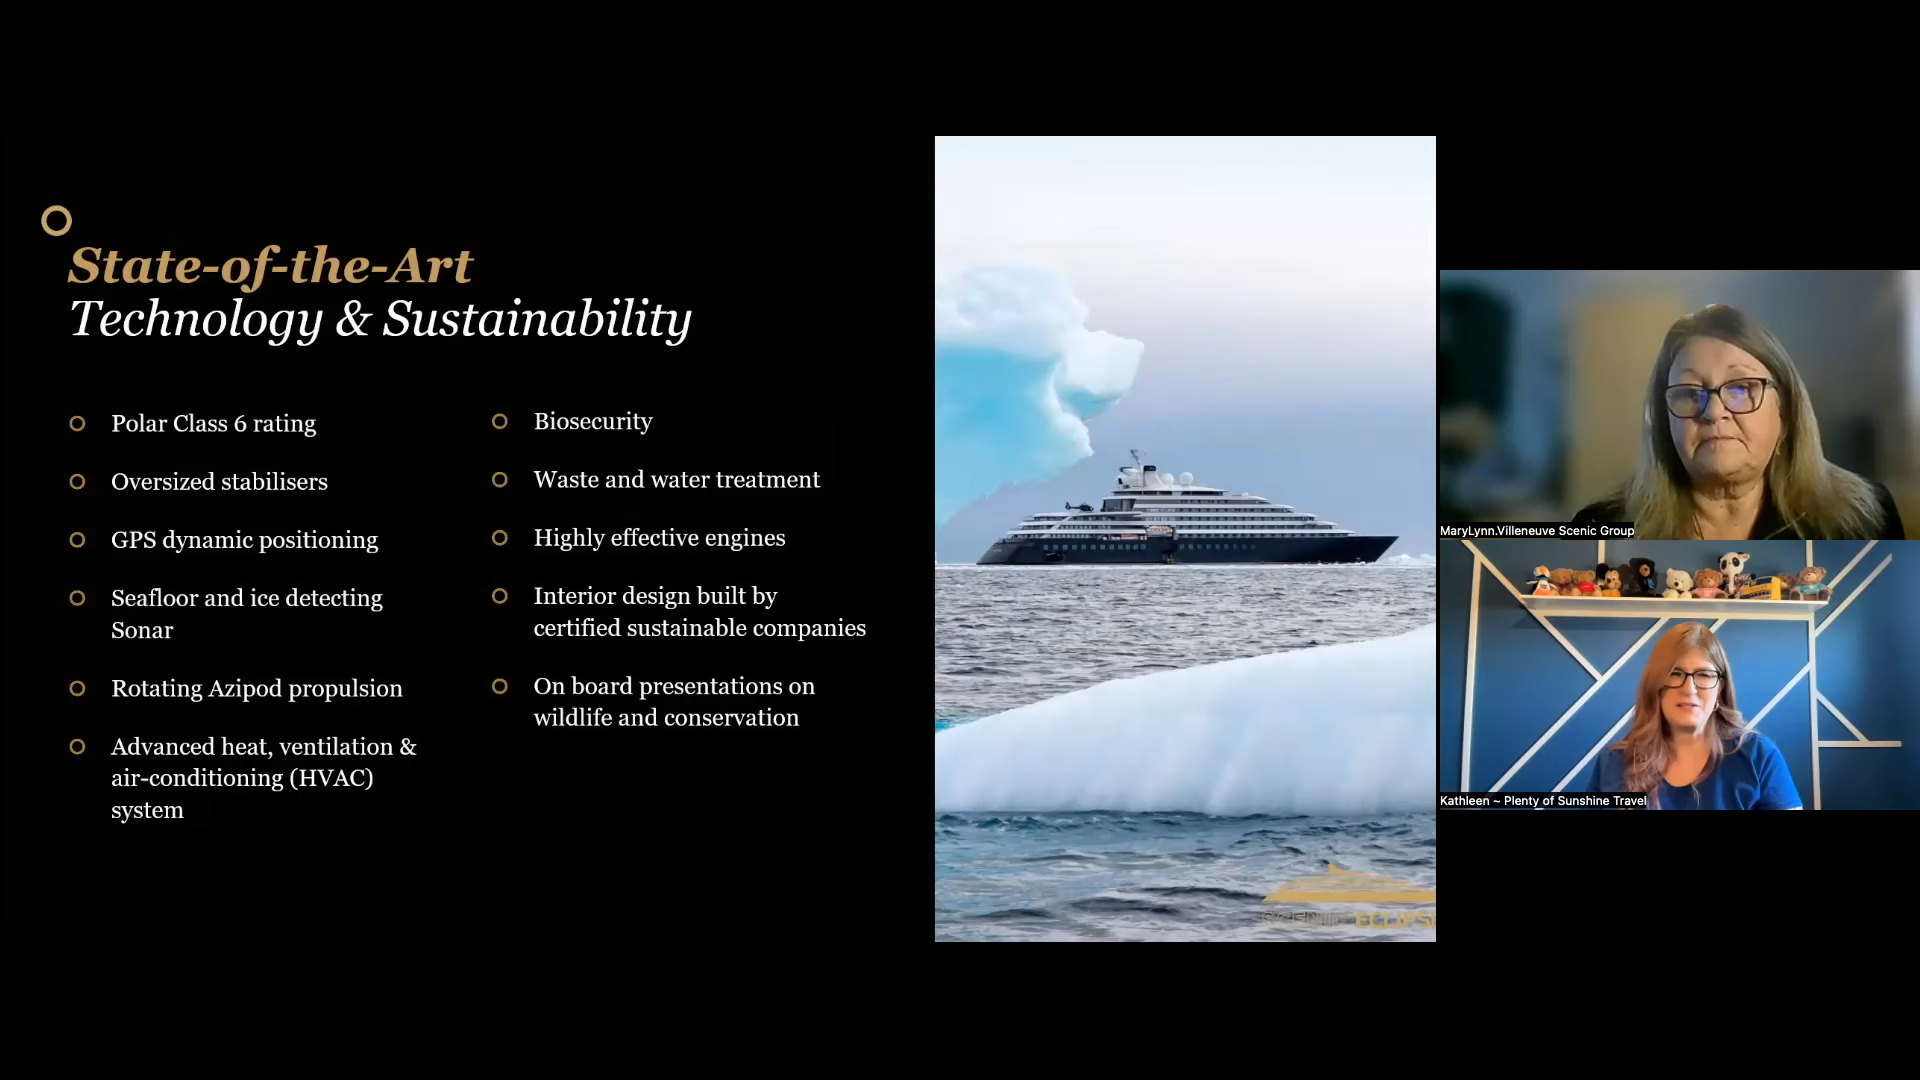 State-of-the-Art
Technology & Sustainability
Polar Class 6 rating
Oversized stabilisers
GPS dynamic positioning
Seafloor and ice detecting
Sonar
Rotating Azipod propulsion
Advanced heat, ventilation &
air-conditioning (HVAC)
system
Biosecurity
Waste and water treatment
Highly effective engines
Interior design built by
certified sustainable companies
On board presentations on
wildlife and conservation
SCENIC ECLIPS
MaryLynn.Villeneuve Scenic Group
Kathleen ~ Plenty of Sunshine Travel